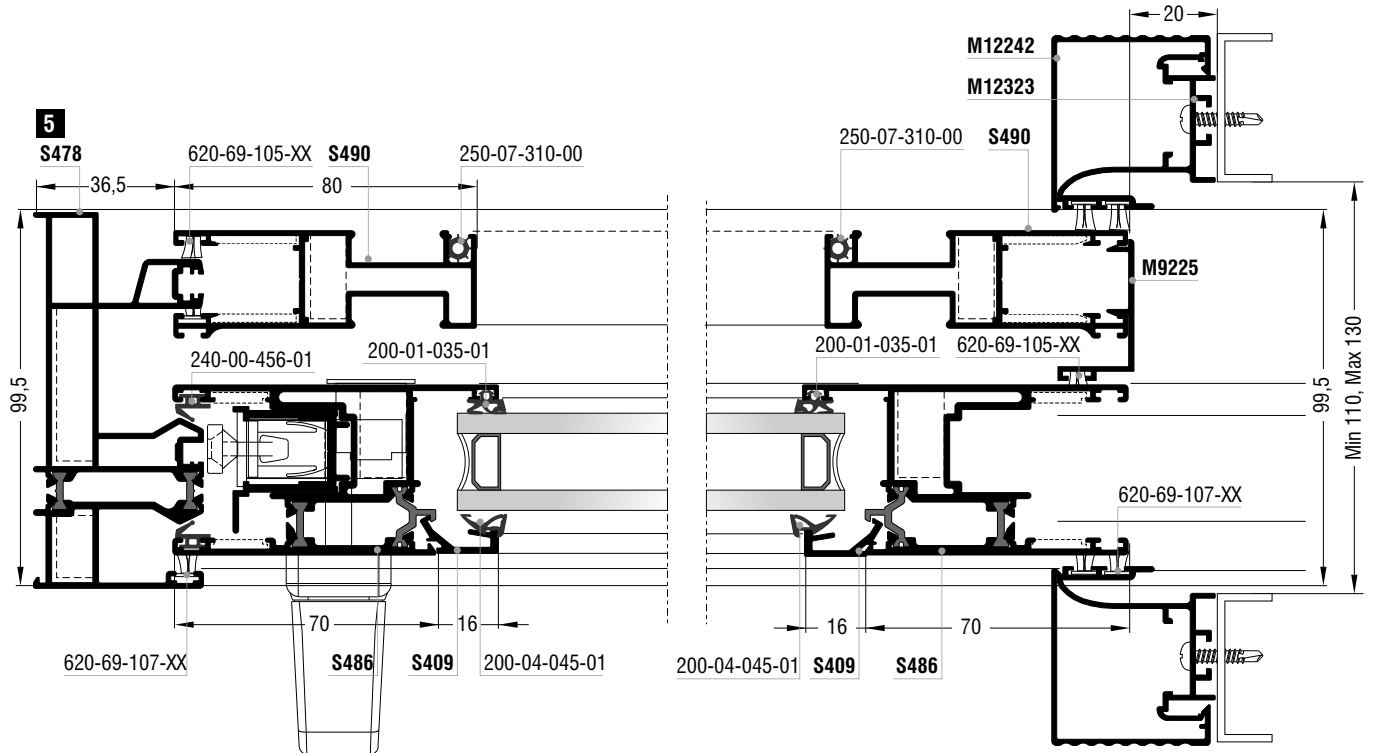 20
M12242
M12323
5
S478
620-69-105-XX
S490
250-07-310-00
250-07-310-00
S490
36,5
80
M9225
240-00-456-01
200-01-035-01
200-01-035-01
620-69-105-XX
99,5
99,5
Min 110, Max 130
620-69-107-XX
70
16
16
70
620-69-107-XX
S486
S409
200-04-045-01
200-04-045-01
S409
S486